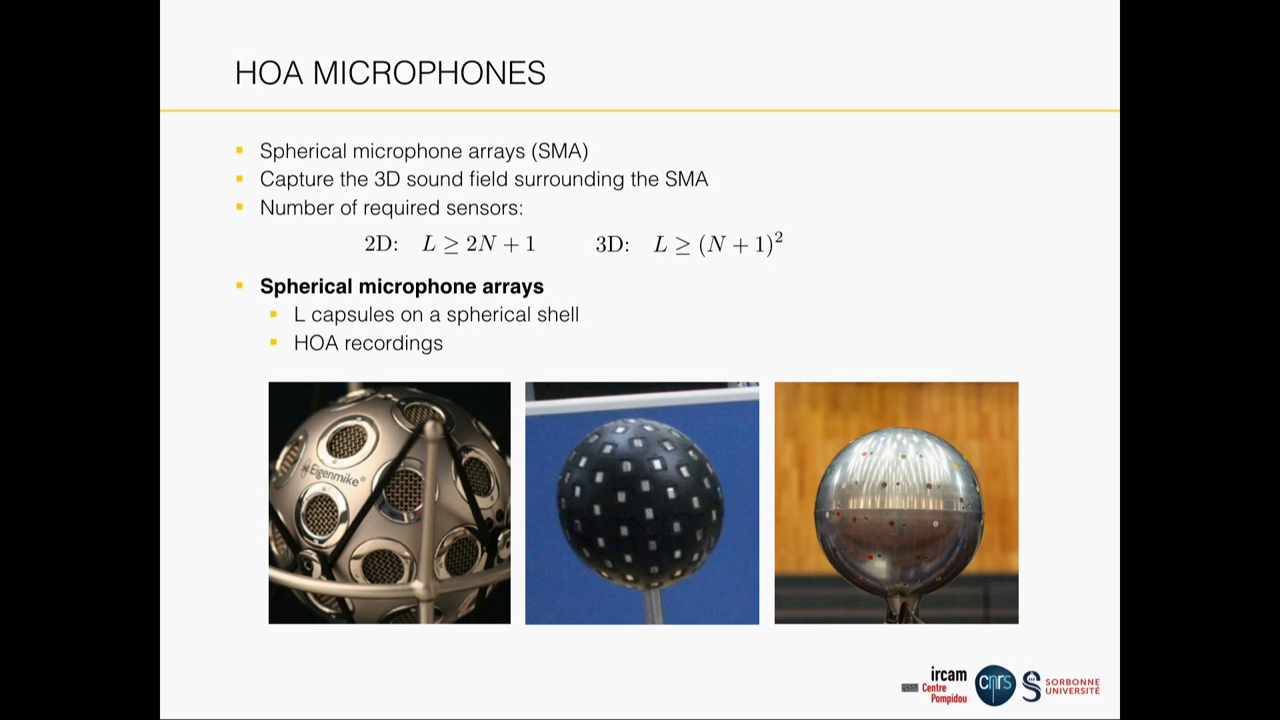 HOA MICROPHONES
Spherical microphone arrays (SMA)
Capture the 3D sound field surrounding the SMA
Number of required sensors:
2D: L ≥ 2N + 1 3D: L ≥ (N + 1)²
Spherical microphone arrays
L capsules on a spherical shell
HOA recordings
Eigenmike®
ircam
Centre
Pompidou
cnrs
S
SORBONNE
UNIVERSITÉ